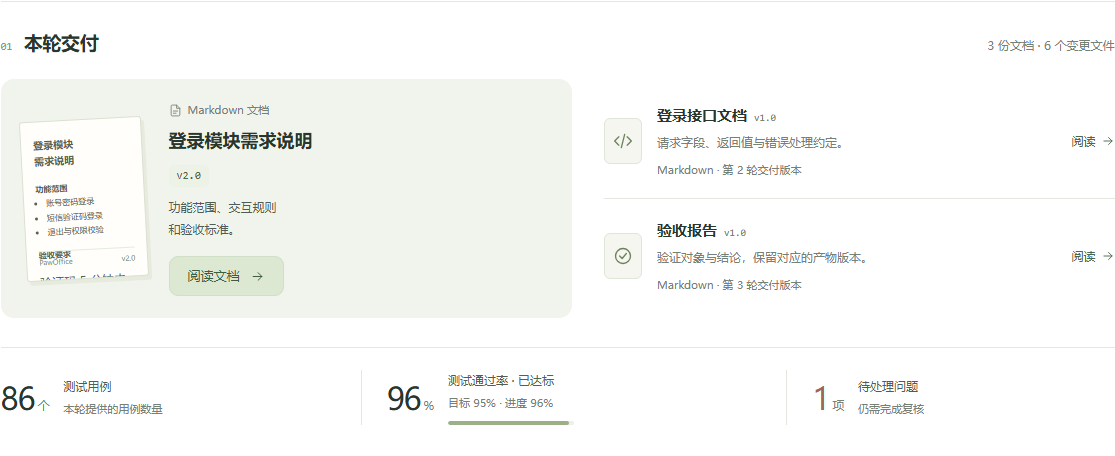 01 本轮交付
3 份文档 · 6 个变更文件
登录模块
需求说明
功能范围
• 账号密码登录
• 短信验证码登录
• 退出与权限校验
验收要求
PawOffice v2.0
Markdown 文档
登录模块需求说明
v2.0
功能范围、交互规则
和验收标准。
阅读文档 →
登录接口文档 v1.0
请求字段、返回值与错误处理约定。
Markdown · 第 2 轮交付版本
阅读 →
验收报告 v1.0
验证对象与结论，保留对应的产物版本。
Markdown · 第 3 轮交付版本
阅读 →
86 个
测试用例
本轮提供的用例数量
96 %
测试通过率 · 已达标
目标 95% · 进度 96%
1 项
待处理问题
仍需完成复核